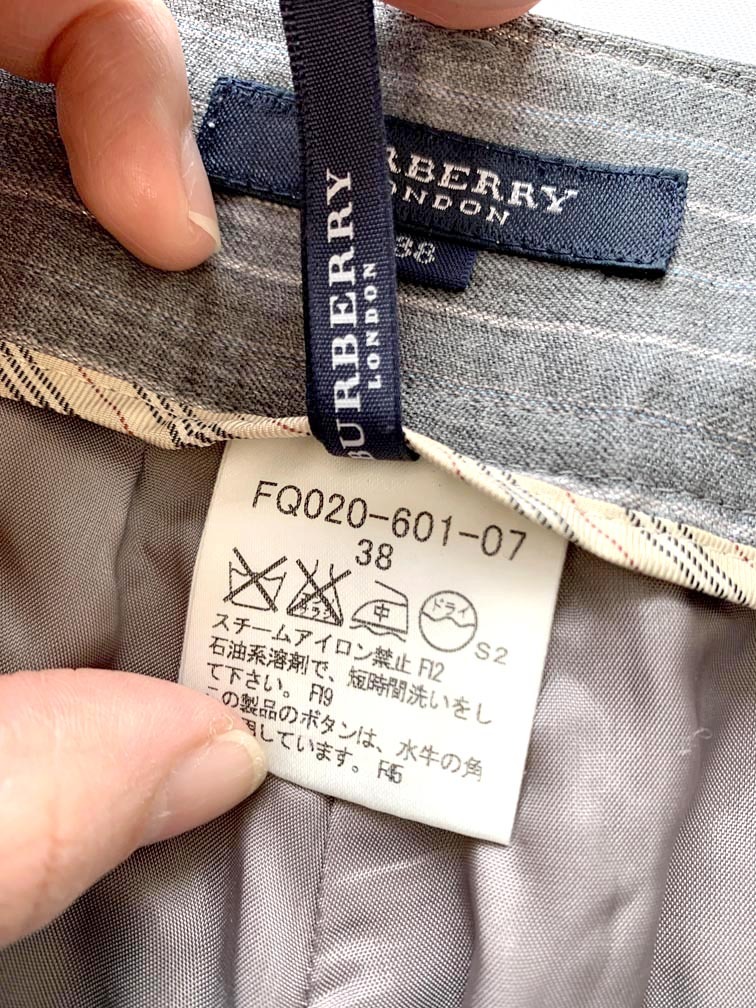 RBERRY
NDON
38
BURBERRY
LONDON
FQ020-601-07
38
中
ドライ
S2
スチームアイロン禁止 F12
石油系溶剤で、短時間洗いをし
て下さい。 F19
この製品のボタンは、水牛の角
用しています。 F45